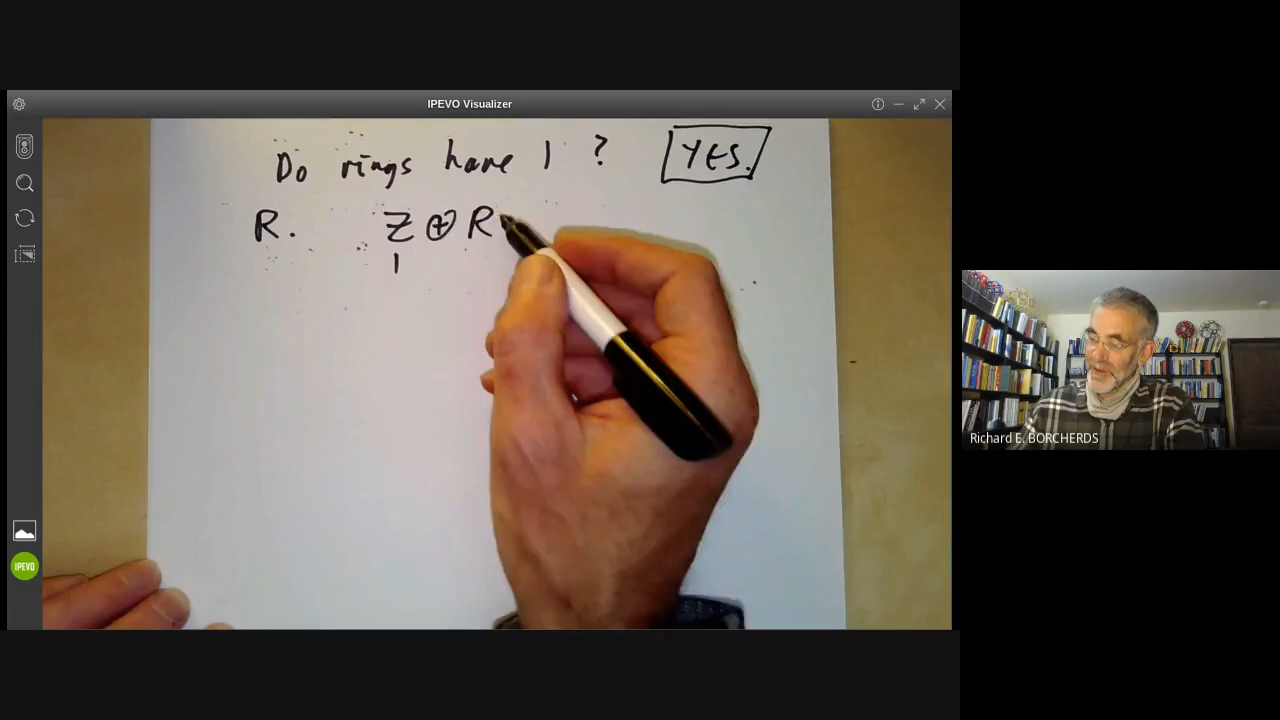 IPEVO Visualizer
Do rings have 1 ? YES.
R. Z ⊕ R
1
Richard E. BORCHERDS
IPEVO